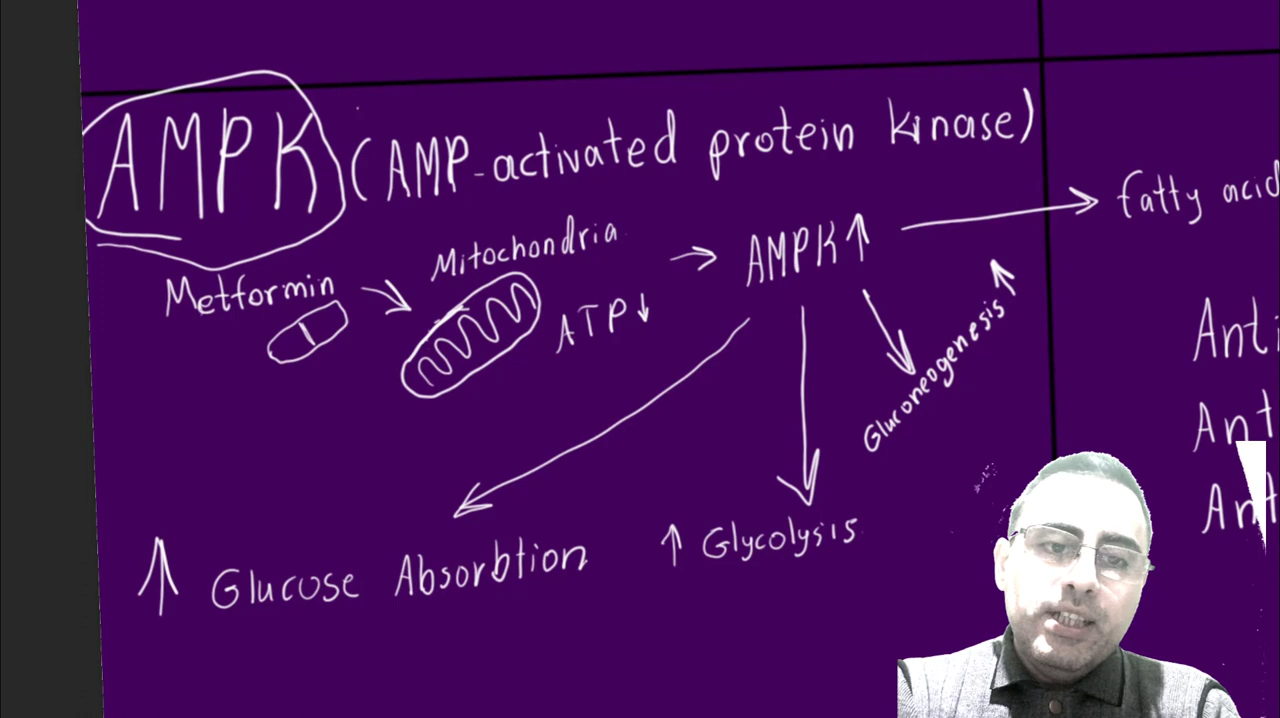 AMPK (AMP-activated protein kinase)
Metformin → Mitochondria ATP↓ → AMPK↑ → fatty acid
Gluconeogenesis ↑
↑ Glucose Absorbtion
↑ Glycolysis
Anti
Ant
Ant